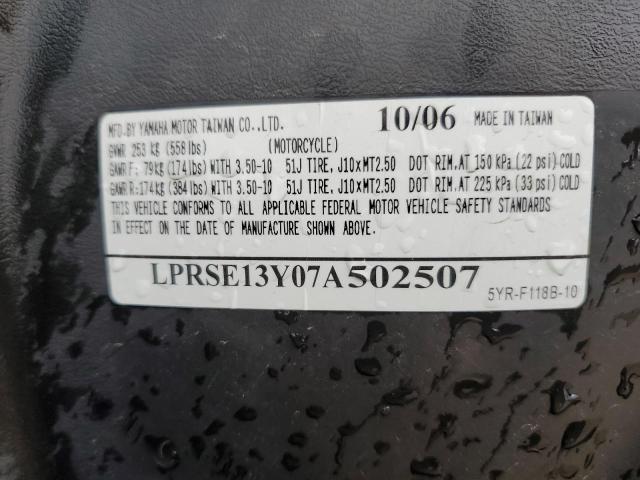 MFD.BY YAMAHA MOTOR TAIWAN CO.,LTD. 10/06 MADE IN TAIWAN
GVWR 253 kg (558 lbs) (MOTORCYCLE)
GAWR F: 79kg (174 lbs) WITH 3.50-10 51J TIRE, J10xMT2.50 DOT RIM.AT 150 kPa (22 psi) COLD
GAWR R:174kg (384 lbs) WITH 3.50-10 51J TIRE, J10xMT2.50 DOT RIM.AT 225 kPa (33 psi) COLD
THIS VEHICLE CONFORMS TO ALL APPLICABLE FEDERAL MOTOR VEHICLE SAFETY STANDARDS
IN EFFECT ON THE DATE OF MANUFACTURE SHOWN ABOVE.
LPRSE13Y07A502507
5YR-F118B-10